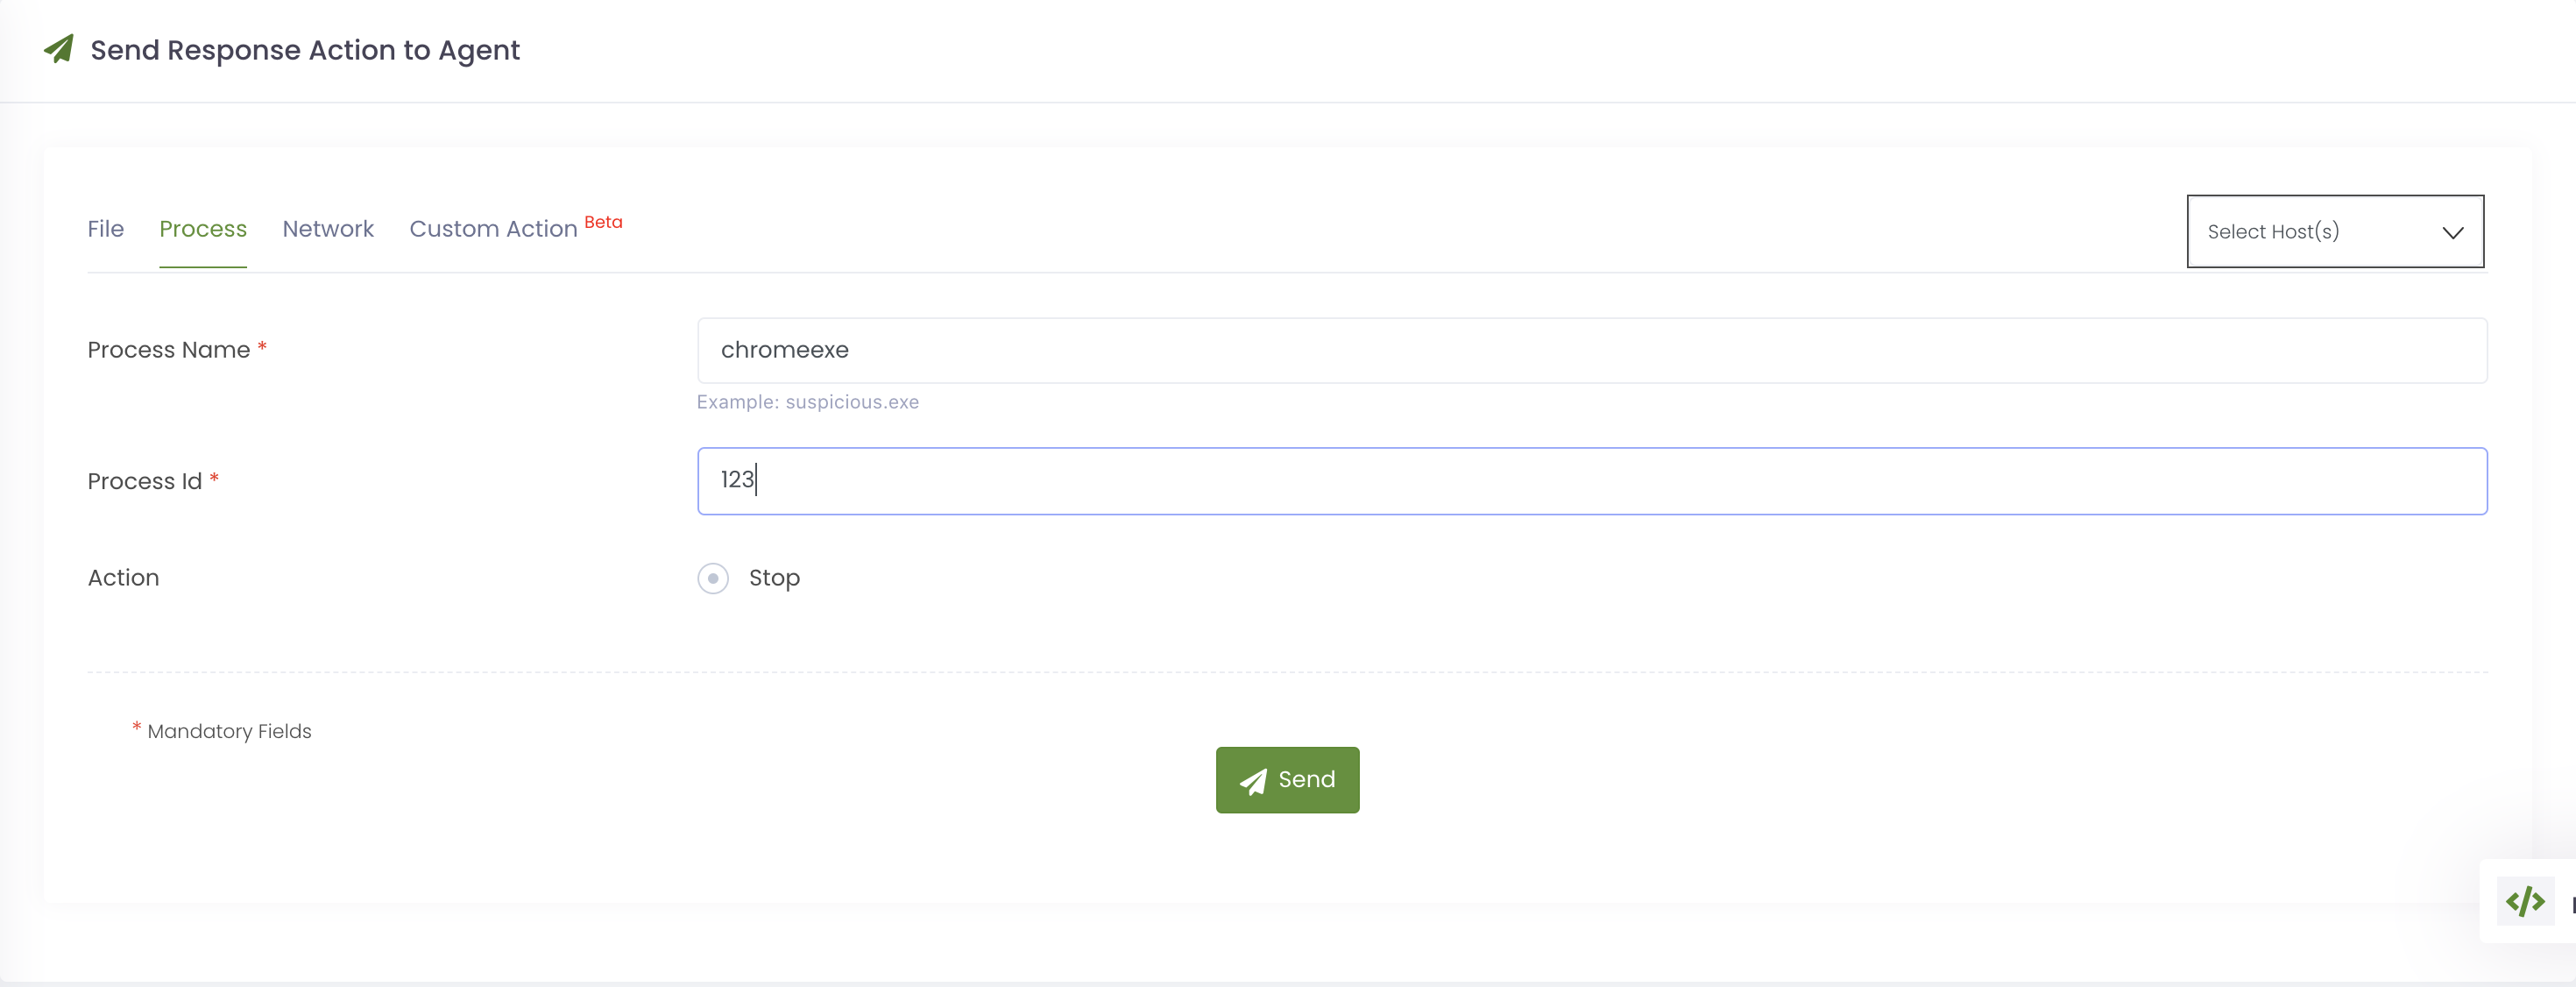 Send Response Action to Agent
File Process Network Custom Action Beta
Select Host(s)
Process Name *
chromeexe
Example: suspicious.exe
Process Id *
123
Action
Stop
* Mandatory Fields
Send
</>